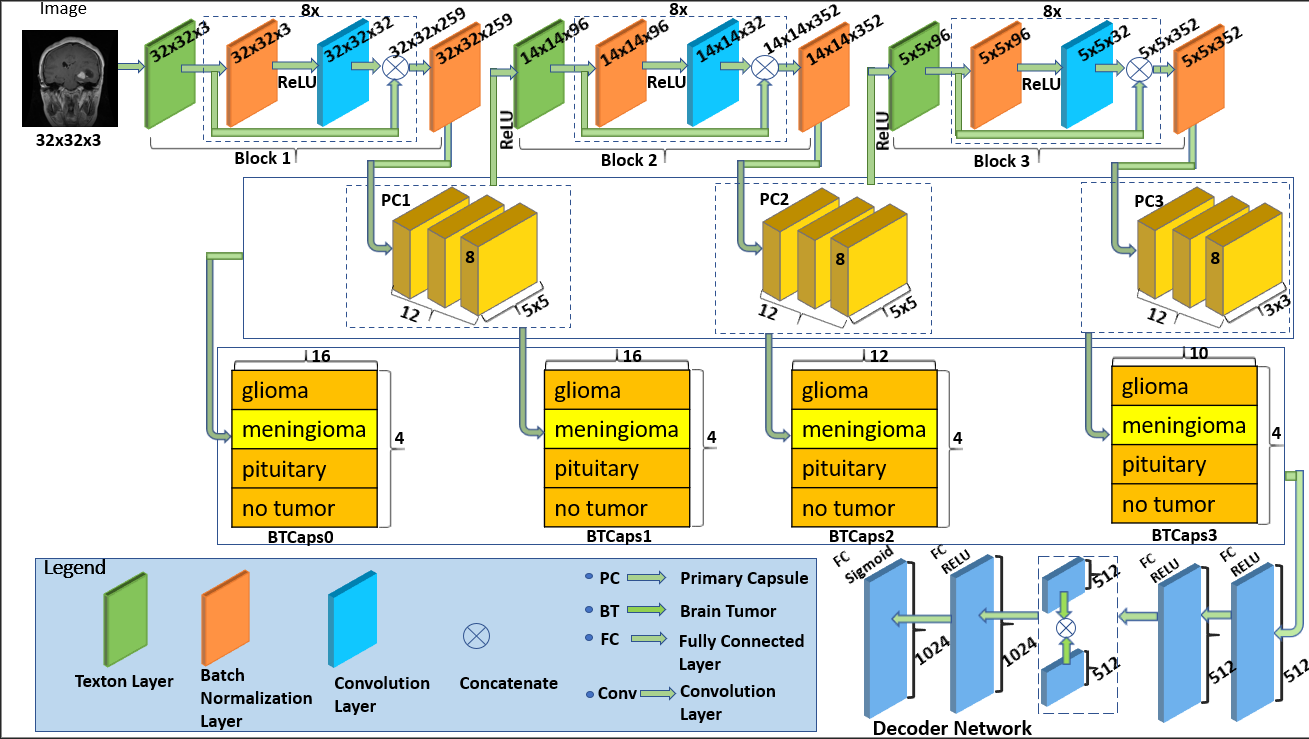 Image
32x32x3
32x32x3
8x
32x32x3
ReLU
32x32x32
32x32x259
32x32x259
Block 1
ReLU
14x14x96
8x
14x14x96
ReLU
14x14x32
14x14x352
14x14x352
Block 2
ReLU
5x5x96
8x
5x5x96
ReLU
5x5x32
5x5x352
5x5x352
Block 3
PC1
8
12
5x5
PC2
8
12
5x5
PC3
8
12
3x3
16
glioma
meningioma
pituitary
no tumor
4
BTCaps0
16
glioma
meningioma
pituitary
no tumor
4
BTCaps1
12
glioma
meningioma
pituitary
no tumor
4
BTCaps2
10
glioma
meningioma
pituitary
no tumor
4
BTCaps3
Legend
Texton Layer
Batch
Normalization
Layer
Convolution
Layer
Concatenate
PC Primary Capsule
BT Brain Tumor
FC Fully Connected
Layer
Conv Convolution
Layer
FC
Sigmoid
1024
FC
RELU
1024
512
512
FC
RELU
512
FC
RELU
512
Decoder Network